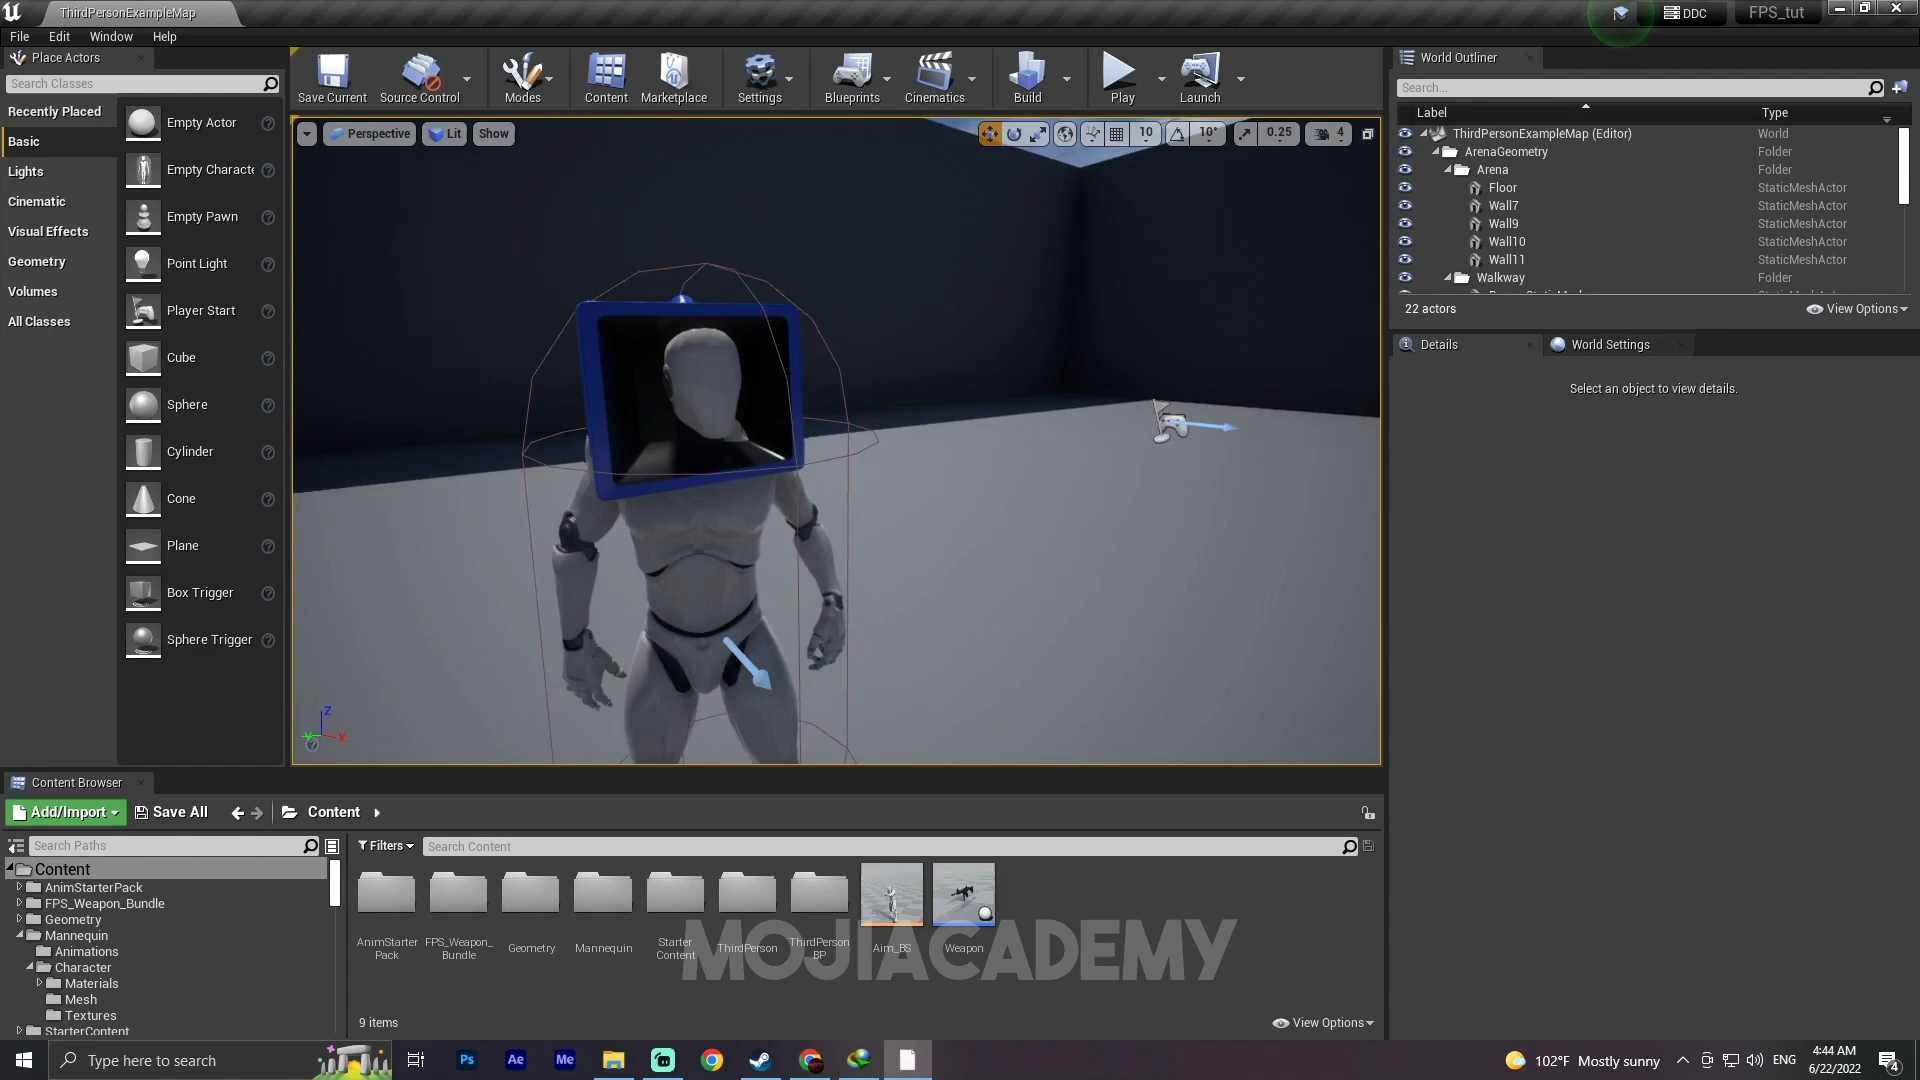 ThirdPersonExampleMap
DDC
FPS_tut
File Edit Window Help
Place Actors
Search Classes
Recently Placed
Basic
Lights
Cinematic
Visual Effects
Geometry
Volumes
All Classes
Empty Actor
Empty Characte
Empty Pawn
Point Light
Player Start
Cube
Sphere
Cylinder
Cone
Plane
Box Trigger
Sphere Trigger
Save Current
Source Control
Modes
Content
Marketplace
Settings
Blueprints
Cinematics
Build
Play
Launch
Perspective
Lit
Show
10
10°
0.25
4
Z
Y
X
World Outliner
Search...
Label Type
ThirdPersonExampleMap (Editor) World
ArenaGeometry Folder
Arena Folder
Floor StaticMeshActor
Wall7 StaticMeshActor
Wall9 StaticMeshActor
Wall10 StaticMeshActor
Wall11 StaticMeshActor
Walkway Folder
22 actors
View Options
Details
World Settings
Select an object to view details.
Content Browser
Add/Import
Save All
Content
Search Paths
Content
AnimStarterPack
FPS_Weapon_Bundle
Geometry
Mannequin
Animations
Character
Materials
Mesh
Textures
StarterContent
Filters
Search Content
AnimStarter
Pack
FPS_Weapon_
Bundle
Geometry
Mannequin
Starter
Content
ThirdPerson
ThirdPerson
BP
Aim_BS
Weapon
MOJIACADEMY
9 items
View Options
Type here to search
Ps
Ae
Me
102°F Mostly sunny
ENG
4:44 AM
6/22/2022
4